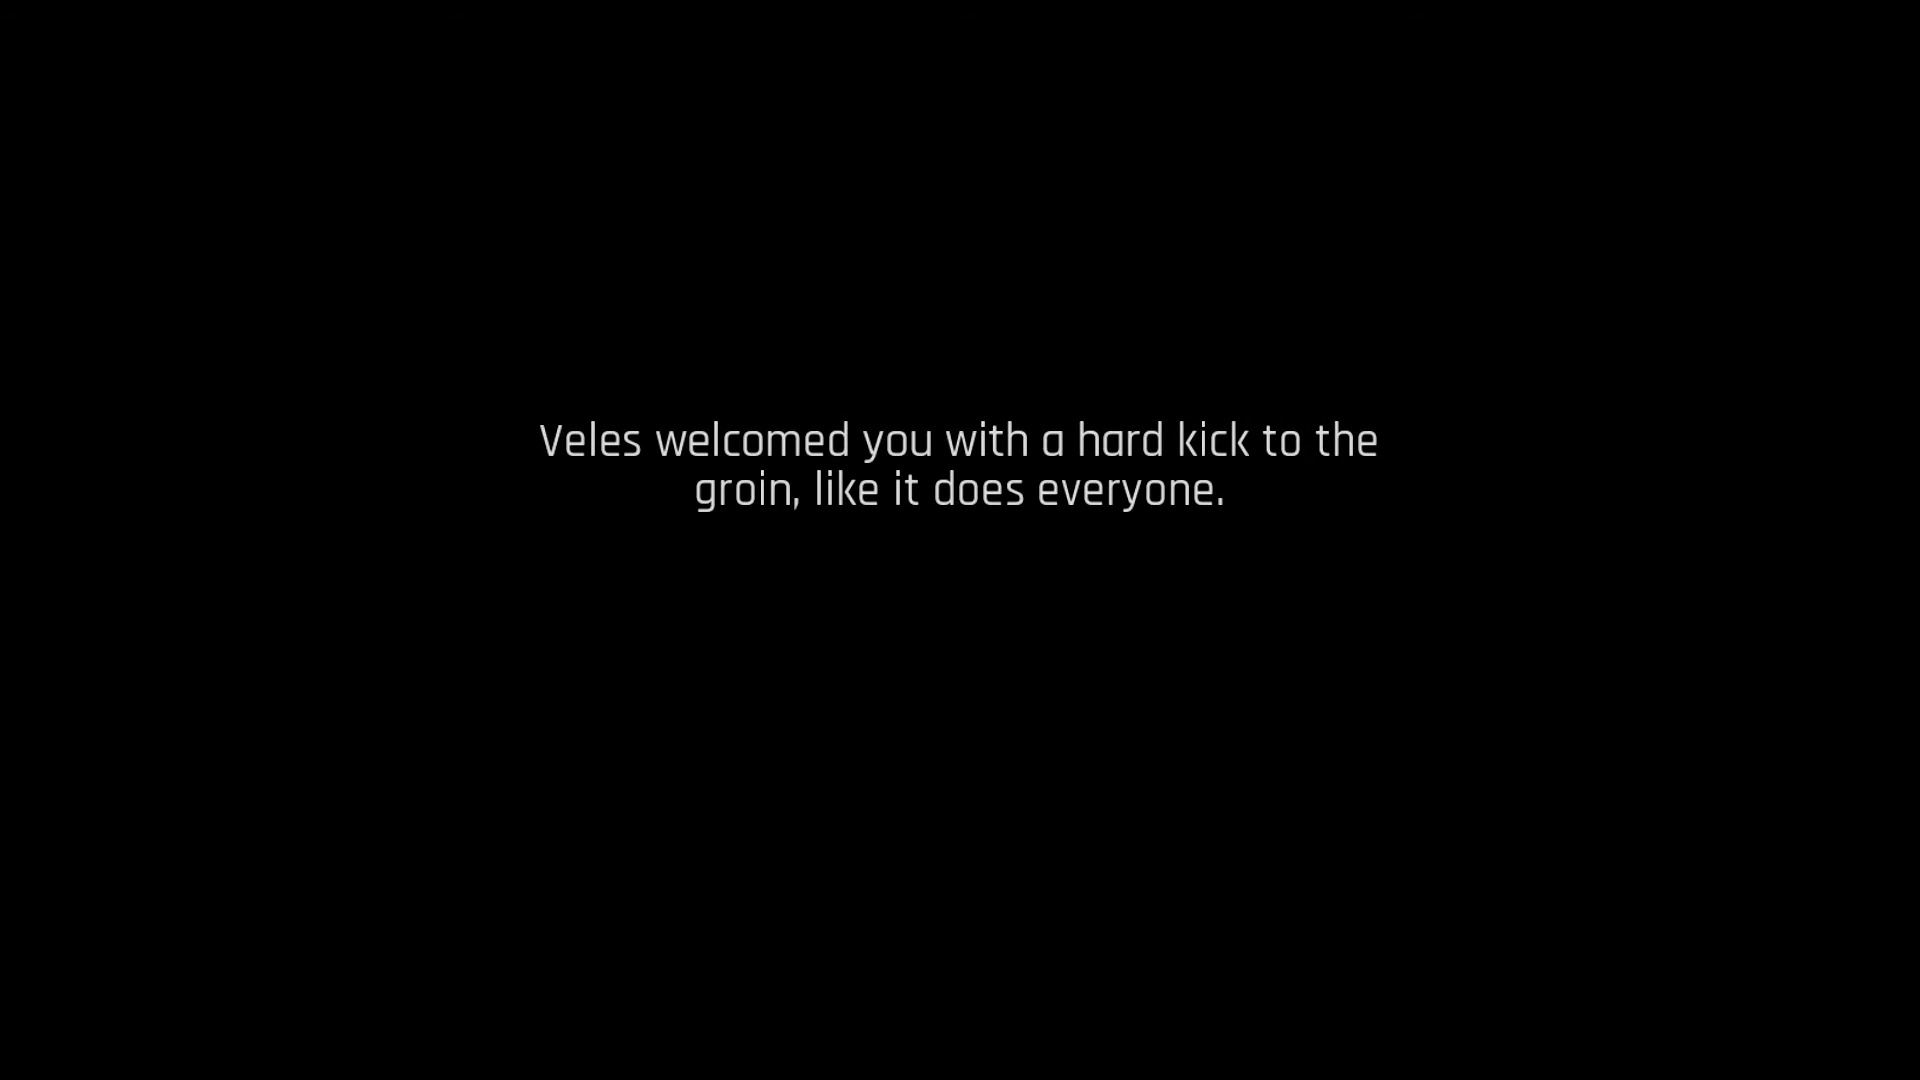 Veles welcomed you with a hard kick to the
groin, like it does everyone.